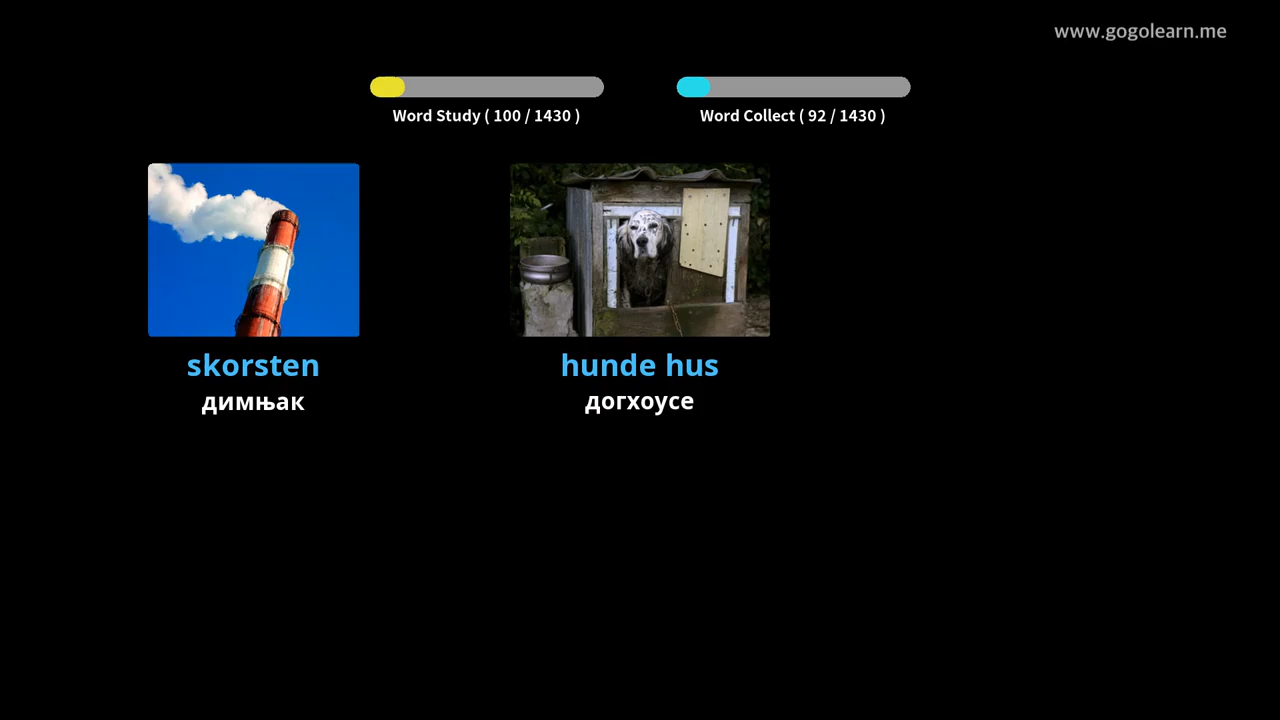 www.gogolearn.me
Word Study ( 100 / 1430 )
Word Collect ( 92 / 1430 )
skorsten
димњак
hunde hus
догхоусе